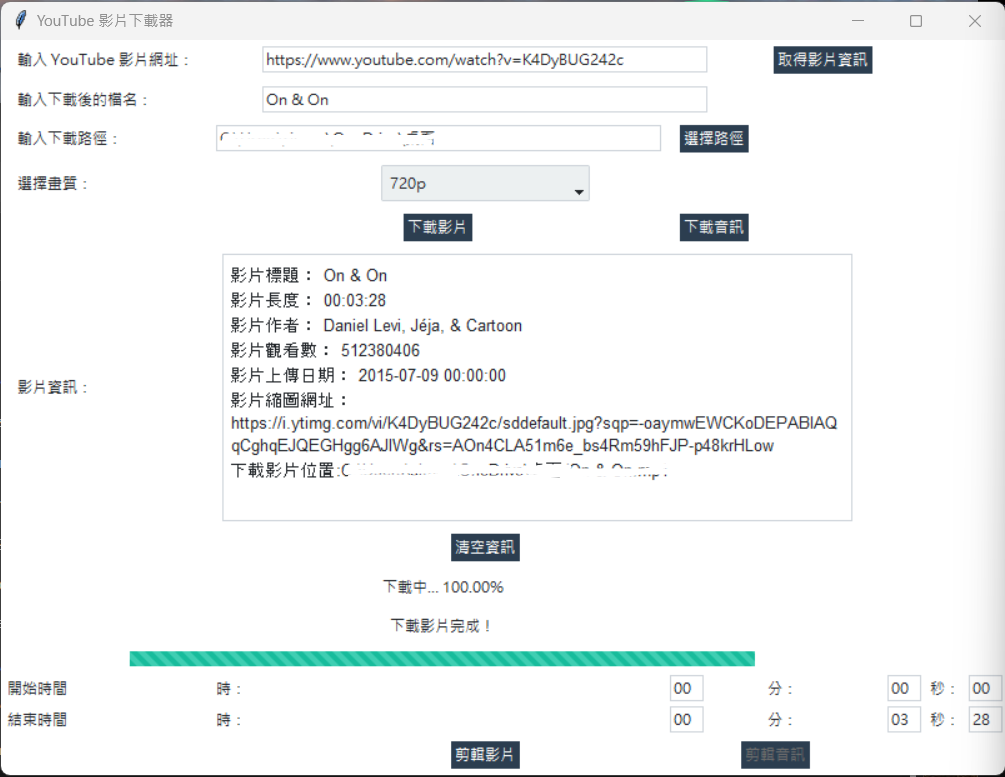 YouTube 影片下載器
輸入 YouTube 影片網址： https://www.youtube.com/watch?v=K4DyBUG242c 取得影片資訊
輸入下載後的檔名： On & On
輸入下載路徑： 選擇路徑
選擇畫質： 720p
下載影片 下載音訊
影片標題： On & On
影片長度： 00:03:28
影片作者： Daniel Levi, Jéja, & Cartoon
影片觀看數： 512380406
影片上傳日期： 2015-07-09 00:00:00
影片縮圖網址：
影片資訊：
https://i.ytimg.com/vi/K4DyBUG242c/sddefault.jpg?sqp=-oaymwEWCKoDEPABIAQ
qCghqEJQEGHgg6AJIWg&rs=AOn4CLA51m6e_bs4Rm59hFJP-p48krHLow
下載影片位置:
清空資訊
下載中... 100.00%
下載影片完成！
開始時間 時： 00 分： 00 秒： 00
結束時間 時： 00 分： 03 秒： 28
剪輯影片 剪輯音訊